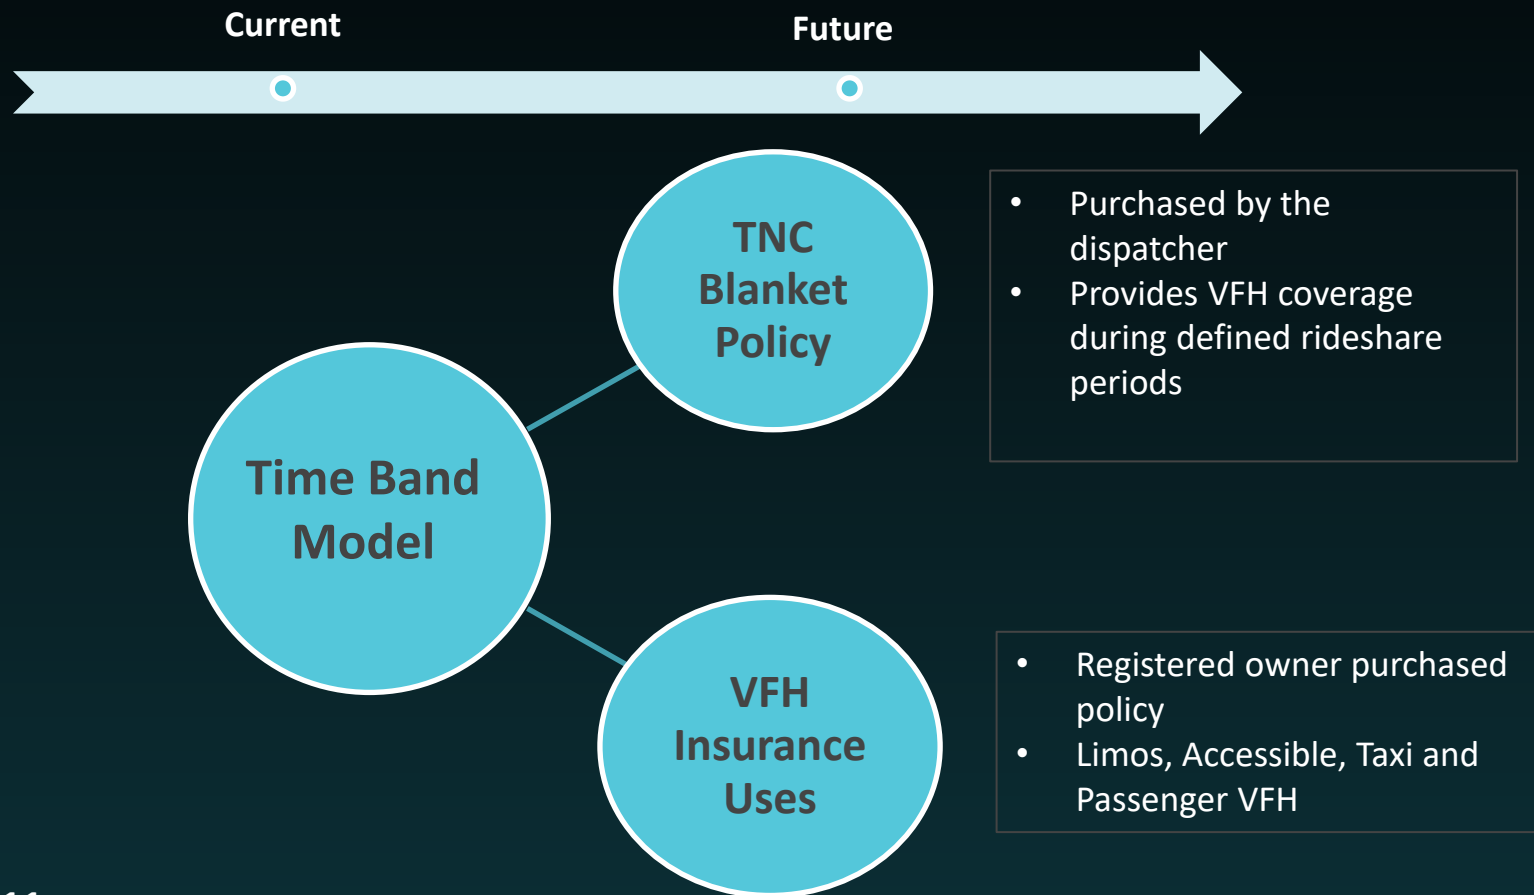 Current
Future
TNC
Blanket
Policy
• Purchased by the
dispatcher
• Provides VFH coverage
during defined rideshare
periods
Time Band
Model
VFH
Insurance
Uses
• Registered owner purchased
policy
• Limos, Accessible, Taxi and
Passenger VFH